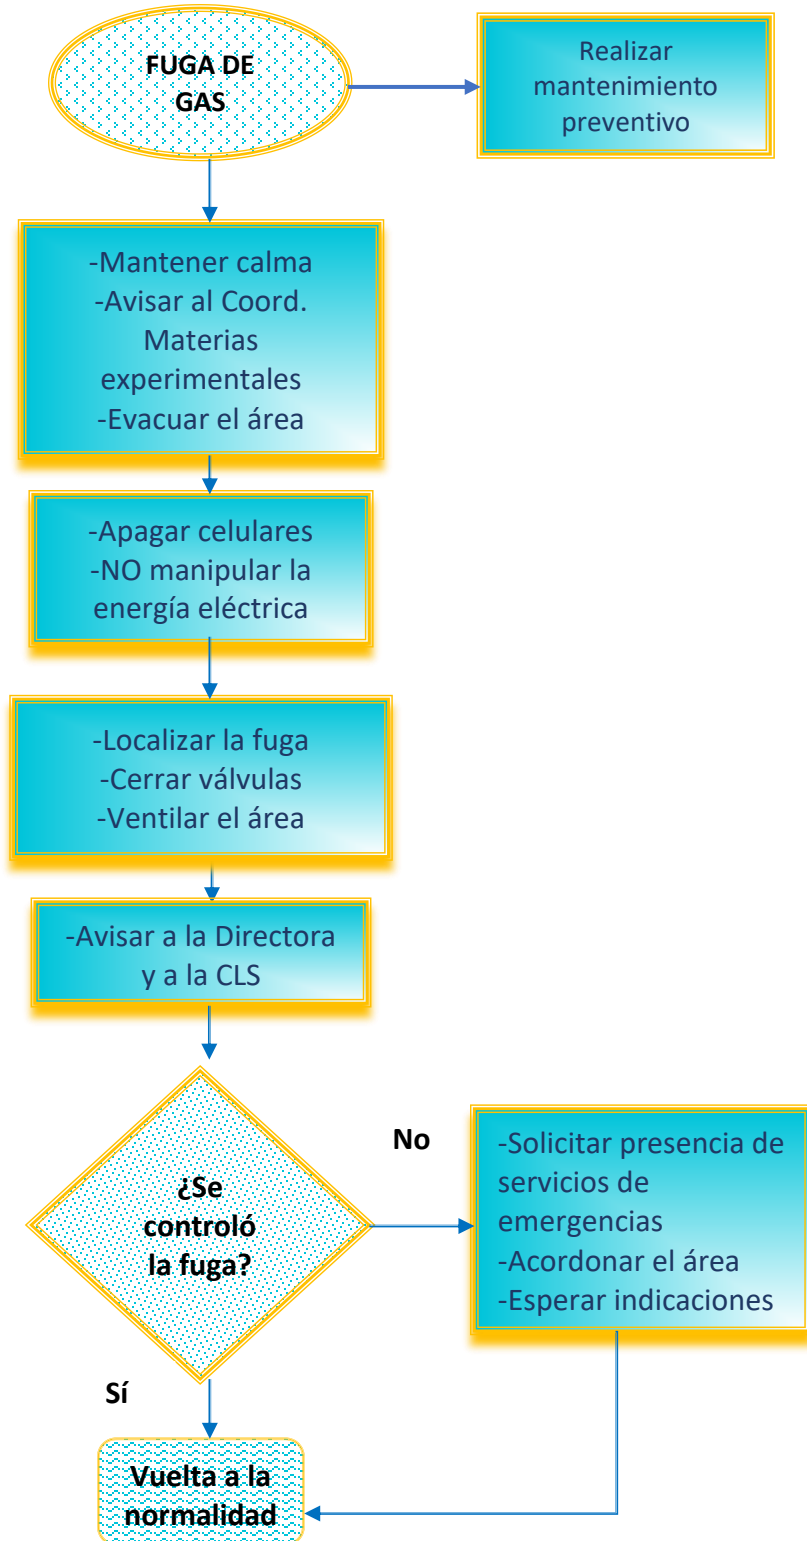 FUGA DE
GAS
Realizar
mantenimiento
preventivo
-Mantener calma
-Avisar al Coord.
Materias
experimentales
-Evacuar el área
-Apagar celulares
-NO manipular la
energía eléctrica
-Localizar la fuga
-Cerrar válvulas
-Ventilar el área
-Avisar a la Directora
y a la CLS
¿Se
controló
la fuga?
No
-Solicitar presencia de
servicios de
emergencias
-Acordonar el área
-Esperar indicaciones
Sí
Vuelta a la
normalidad